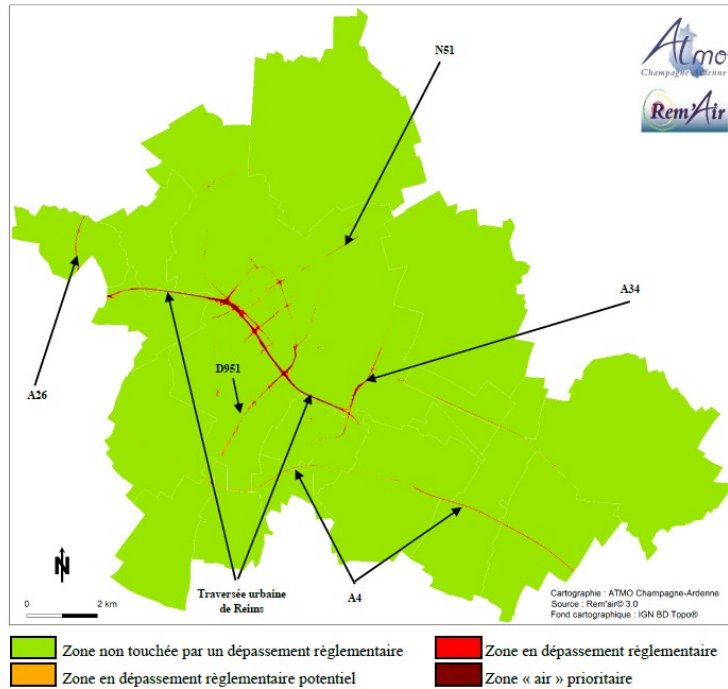 N51
Atmo
Champagne-Ardenne
Rem'Air
A34
D951
A26
N
0 2 km
Traversée urbaine
de Reims
A4
Cartographie : ATMO Champagne-Ardenne
Source : Rem'air© 3.0
Fond cartographique : IGN BD Topo®
Zone non touchée par un dépassement règlementaire
Zone en dépassement règlementaire
Zone en dépassement règlementaire potentiel
Zone « air » prioritaire